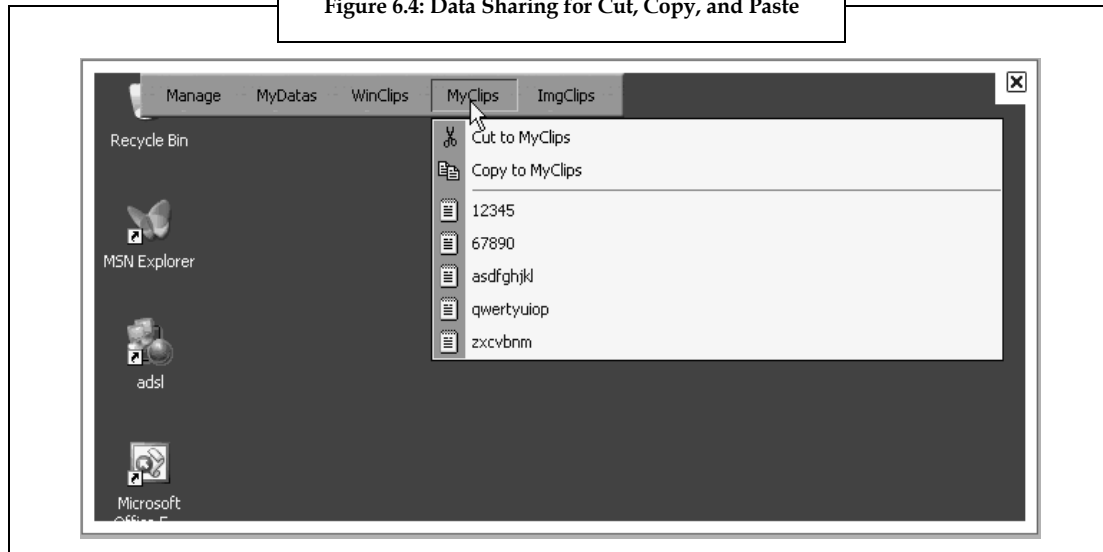 Figure 6.4: Data Sharing for Cut, Copy, and Paste
Manage MyDatas WinClips MyClips ImgClips
Recycle Bin
Cut to MyClips
Copy to MyClips
12345
67890
MSN Explorer
asdfghjkl
qwertyuiop
zxcvbnm
adsl
Microsoft